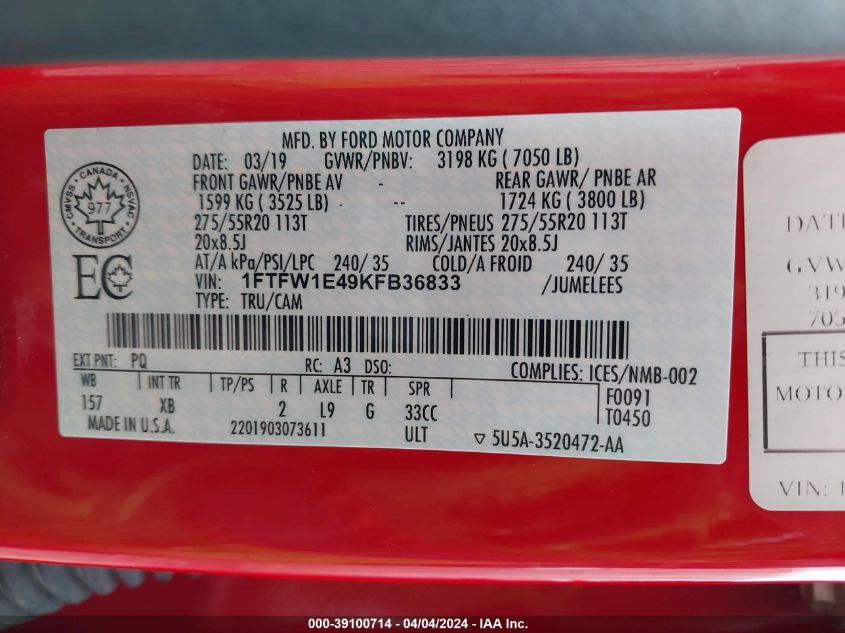 MFD. BY FORD MOTOR COMPANY
DATE: 03/19 GVWR/PNBV: 3198 KG ( 7050 LB)
FRONT GAWR/PNBE AV - REAR GAWR/ PNBE AR
1599 KG ( 3525 LB) -- 1724 KG ( 3800 LB)
275/55R20 113T TIRES/PNEUS 275/55R20 113T
20x8.5J RIMS/JANTES 20x8.5J
AT/A kPa/PSI/LPC 240/ 35 COLD/A FROID 240/ 35
VIN: 1FTFW1E49KFB36833 /JUMELEES
TYPE: TRU/CAM
CMVSS - CANADA - NSVAC
977
TRANSPORT
EC
EXT PNT: PQ RC: A3 DSO: COMPLIES: ICES/NMB-002
WB INT TR TP/PS R AXLE TR SPR F0091
157 XB 2 L9 G 33CC T0450
MADE IN U.S.A. 2201903073611 ULT ▽ 5U5A-3520472-AA
DATE
GVW
319
705
THIS
MOTO
VIN: 1
000-39100714 - 04/04/2024 - IAA Inc.